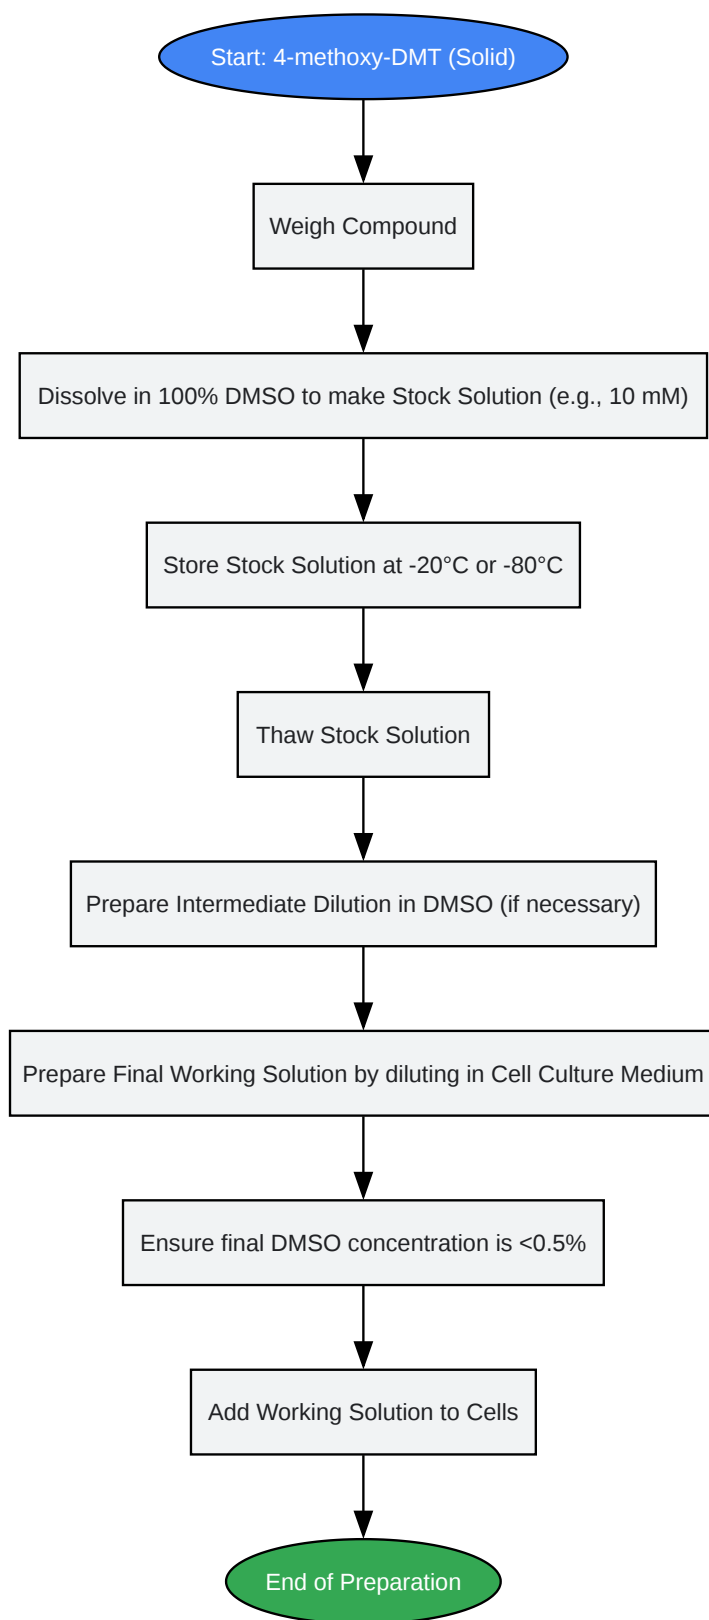 Start: 4-methoxy-DMT (Solid)
Weigh Compound
Dissolve in 100% DMSO to make Stock Solution (e.g., 10 mM)
Store Stock Solution at -20°C or -80°C
Thaw Stock Solution
Prepare Intermediate Dilution in DMSO (if necessary)
Prepare Final Working Solution by diluting in Cell Culture Medium
Ensure final DMSO concentration is <0.5%
Add Working Solution to Cells
End of Preparation